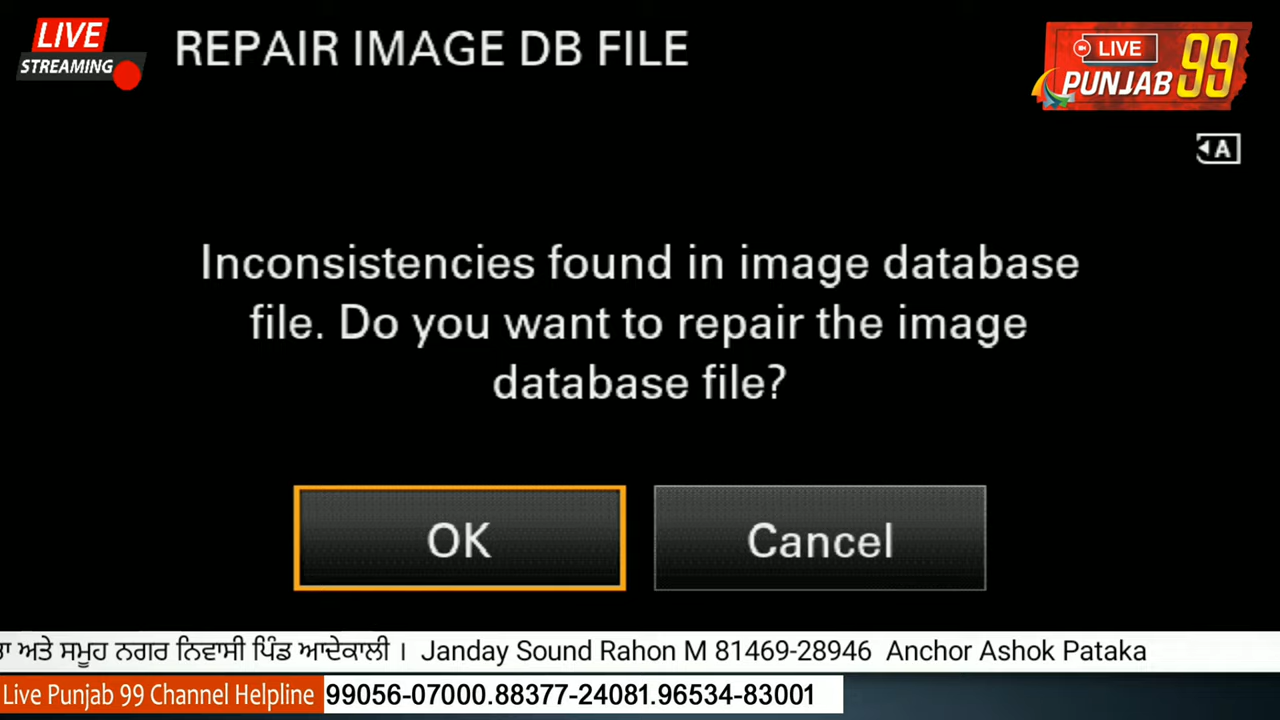 LIVE
STREAMING
REPAIR IMAGE DB FILE
LIVE
PUNJAB 99
A
Inconsistencies found in image database
file. Do you want to repair the image
database file?
OK Cancel
ਅਤੇ ਸਮੂਹ ਨਗਰ ਨਿਵਾਸੀ ਪਿੰਡ ਆਦੇਕਾਲੀ । Janday Sound Rahon M 81469-28946 Anchor Ashok Pataka
Live Punjab 99 Channel Helpline 99056-07000.88377-24081.96534-83001